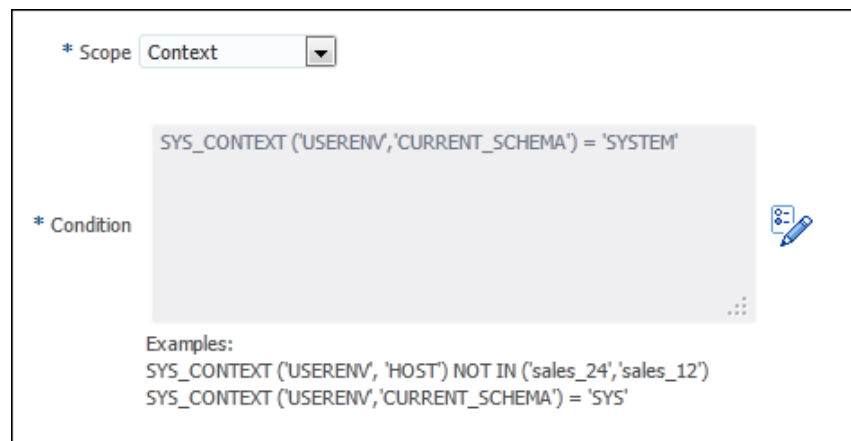 * Scope Context
SYS_CONTEXT ('USERENV','CURRENT_SCHEMA') = 'SYSTEM'
* Condition
Examples:
SYS_CONTEXT ('USERENV', 'HOST') NOT IN ('sales_24','sales_12')
SYS_CONTEXT ('USERENV','CURRENT_SCHEMA') = 'SYS'